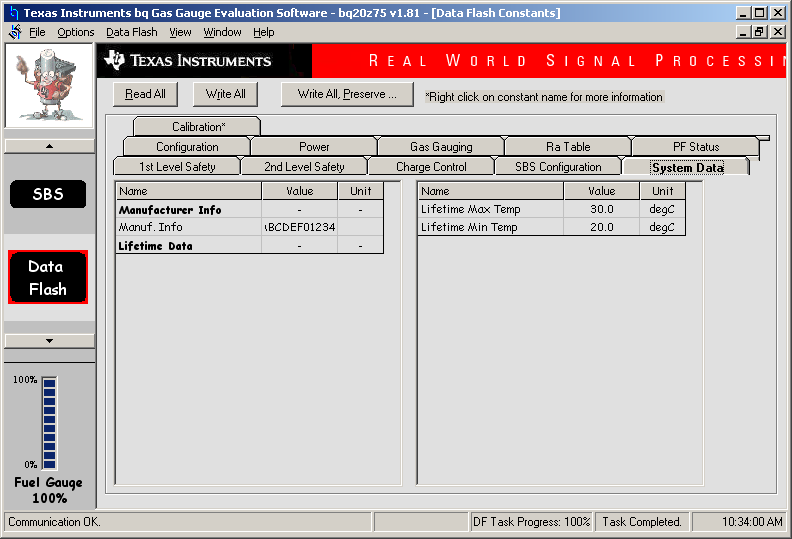 Texas Instruments bq Gas Gauge Evaluation Software - bq20z75 v1.81 - [Data Flash Constants]
File Options Data Flash View Window Help
TEXAS INSTRUMENTS REAL WORLD SIGNAL PROCESSIN
Read All Write All Write All, Preserve ... *Right click on constant name for more information
Calibration*
Configuration Power Gas Gauging Ra Table PF Status
1st Level Safety 2nd Level Safety Charge Control SBS Configuration System Data
SBS
Data
Flash
Name Value Unit
Manufacturer Info - -
Manuf. Info BCDEF01234
Lifetime Data - -
Name Value Unit
Lifetime Max Temp 30.0 degC
Lifetime Min Temp 20.0 degC
100%
0%
Fuel Gauge
100%
Communication OK. DF Task Progress: 100% Task Completed. 10:34:00 AM